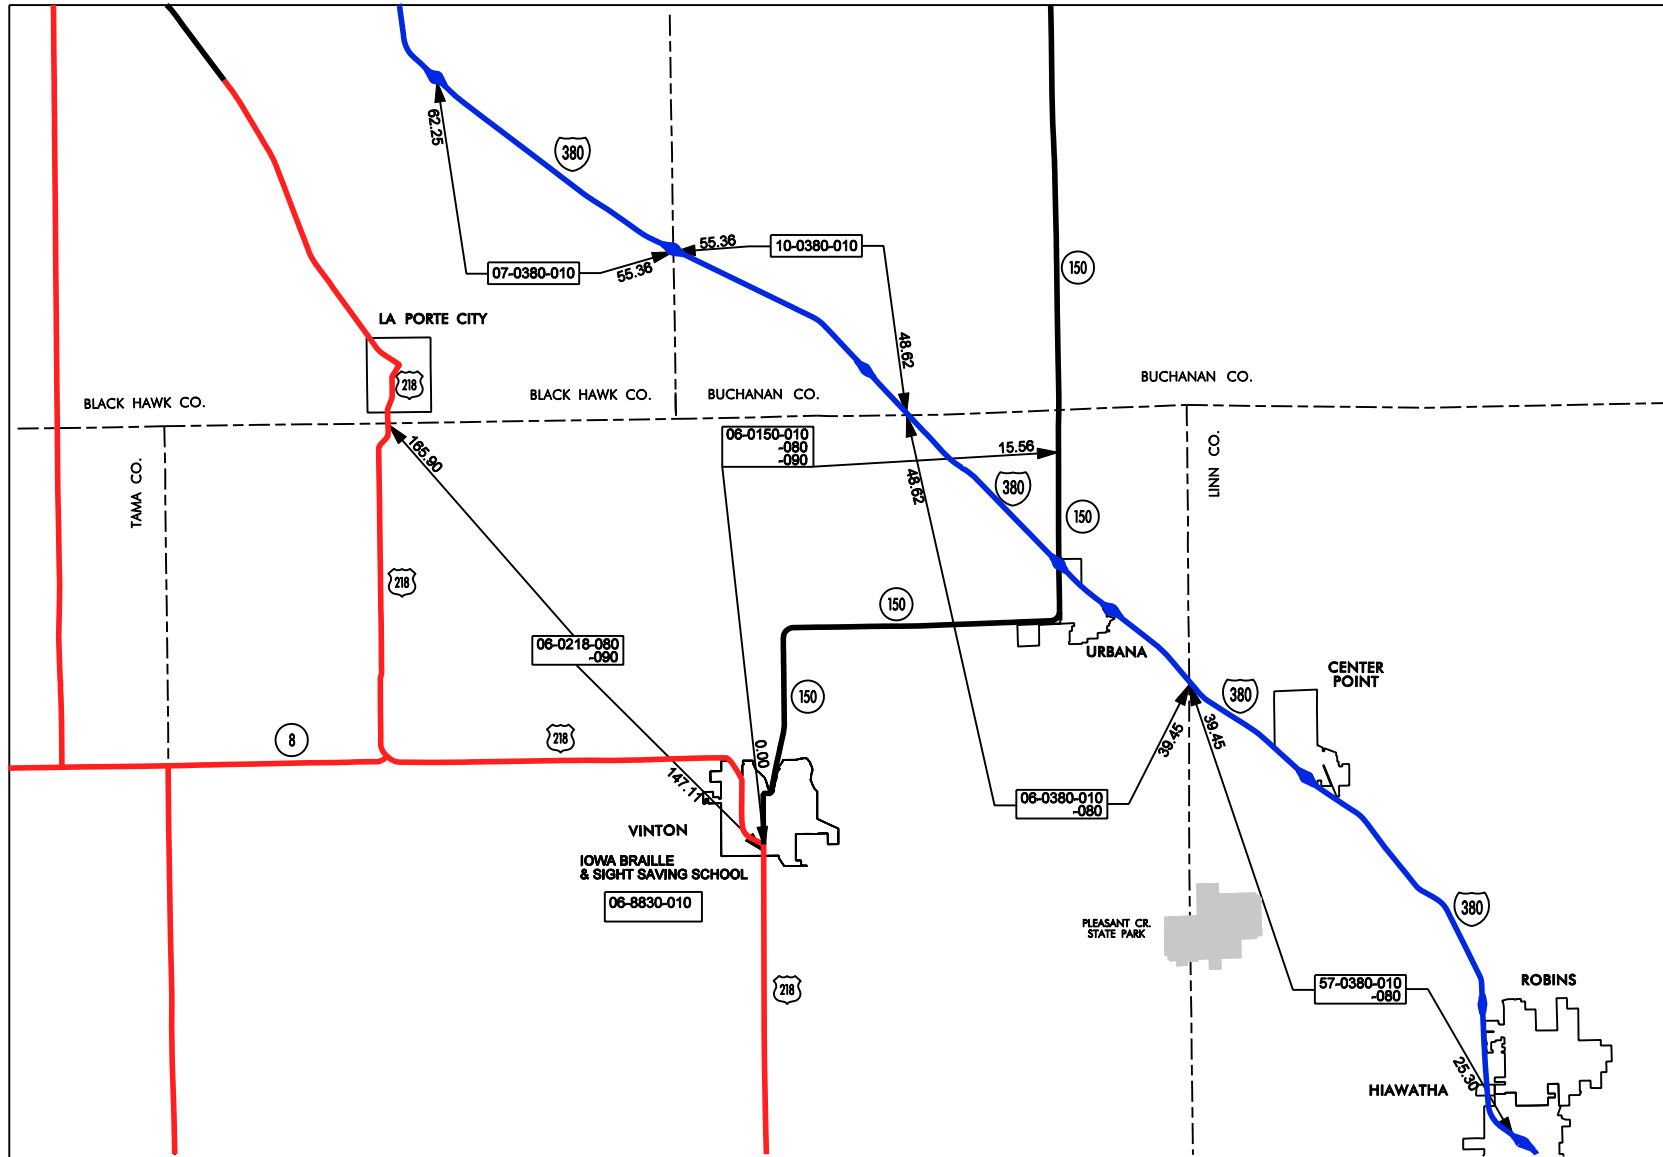 62.25
380
07-0380-010
55.36
55.36
10-0380-010
150
LA PORTE CITY
218
48.62
BLACK HAWK CO.
BLACK HAWK CO.
BUCHANAN CO.
BUCHANAN CO.
165.90
TAMA CO.
06-0150-010
-080
-090
15.56
48.62
380
LINN CO.
150
218
150
06-0218-080
-090
URBANA
CENTER
POINT
150
380
8
218
0.00
147.11
39.45
39.45
06-0380-010
-080
VINTON
IOWA BRAILLE
& SIGHT SAVING SCHOOL
06-8830-010
PLEASANT CR.
STATE PARK
380
218
57-0380-010
-080
ROBINS
25.30
HIAWATHA